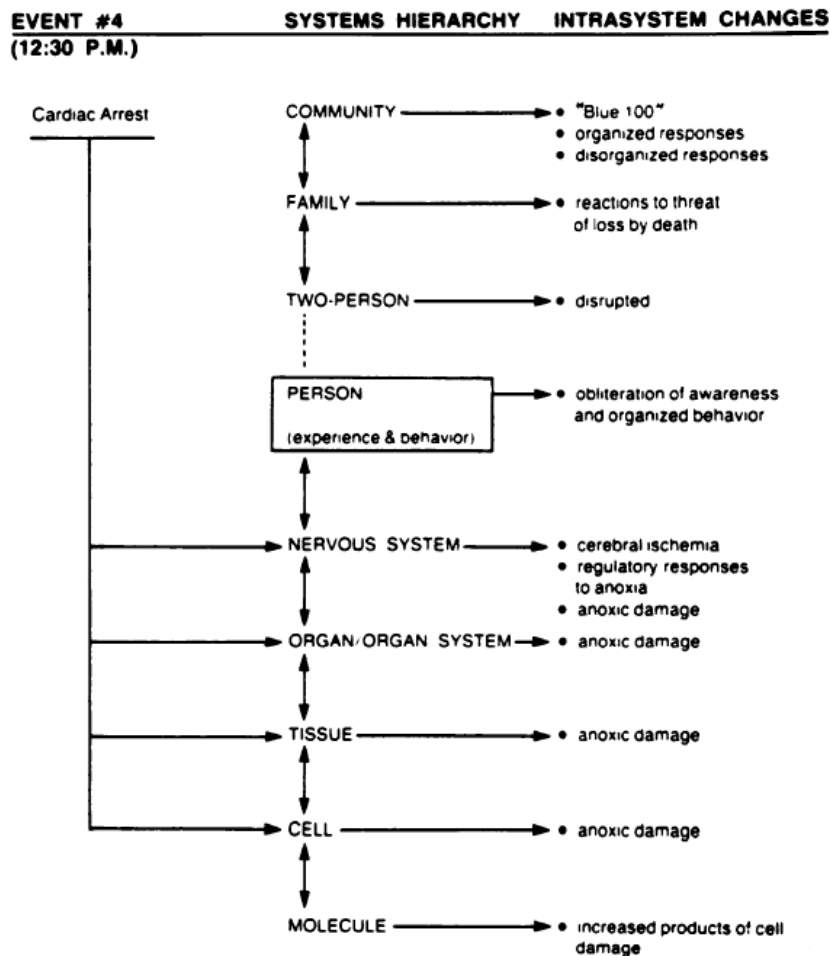 EVENT #4 SYSTEMS HIERARCHY INTRASYSTEM CHANGES
(12:30 P.M.)
Cardiac Arrest
COMMUNITY
• "Blue 100"
• organized responses
• disorganized responses
FAMILY
• reactions to threat
of loss by death
TWO-PERSON
• disrupted
PERSON
(experience & behavior)
• obliteration of awareness
and organized behavior
NERVOUS SYSTEM
• cerebral ischemia
• regulatory responses
to anoxia
• anoxic damage
ORGAN/ORGAN SYSTEM
• anoxic damage
TISSUE
• anoxic damage
CELL
• anoxic damage
MOLECULE
• increased products of cell
damage